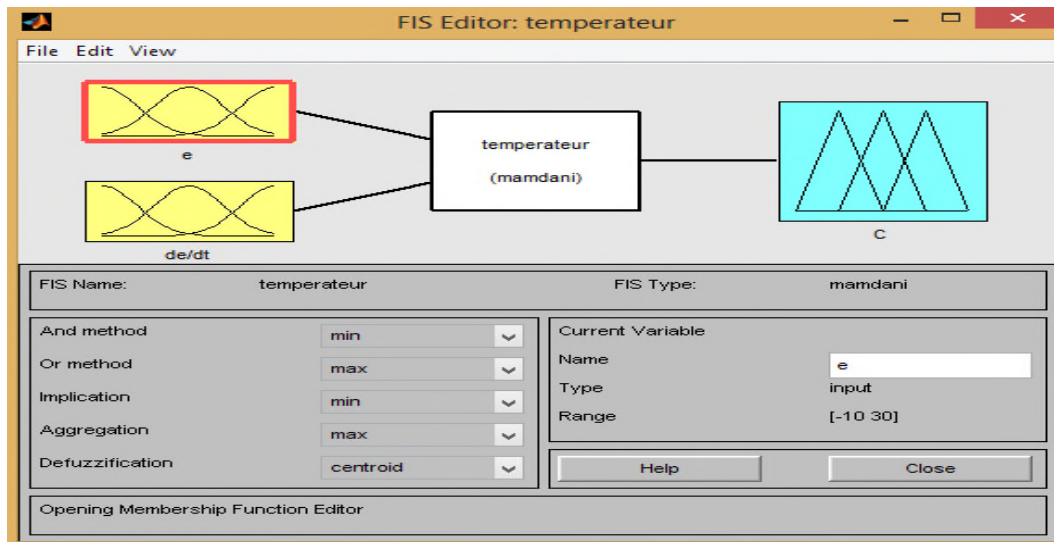 FIS Editor: temperateur
File Edit View
e
de/dt
temperateur
(mamdani)
C
FIS Name: temperateur FIS Type: mamdani
And method min
Or method max
Implication min
Aggregation max
Defuzzification centroid
Current Variable
Name e
Type input
Range [-10 30]
Help Close
Opening Membership Function Editor